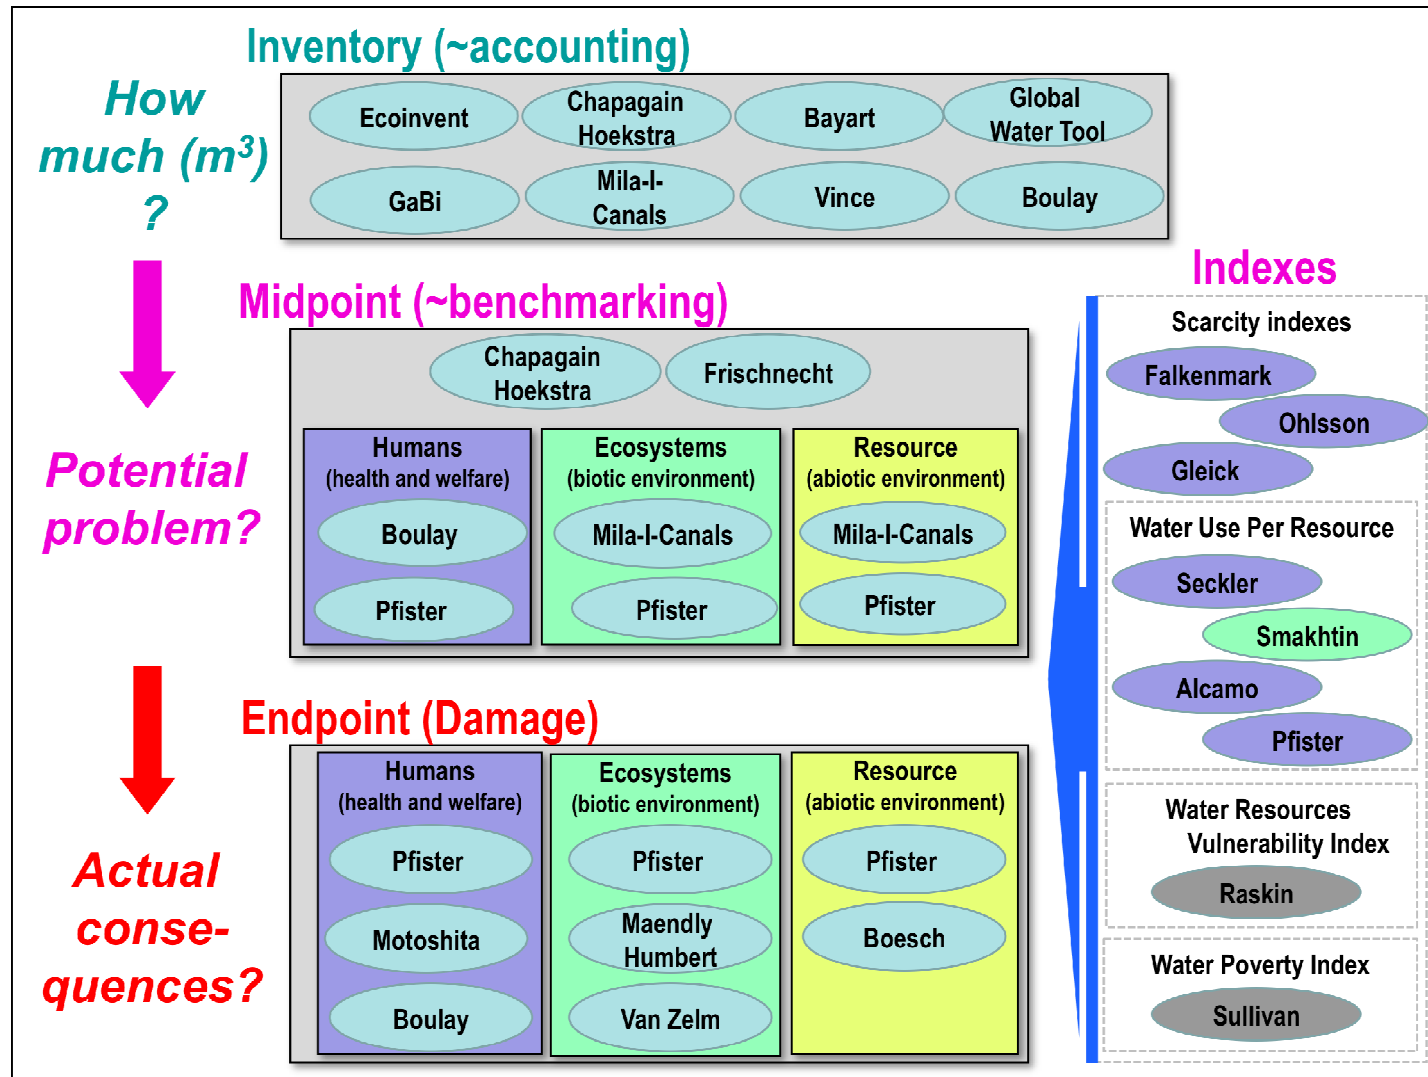 Inventory (~accounting)
How
much (m³)
?
Ecoinvent
Chapagain
Hoekstra
Bayart
Global
Water Tool
GaBi
Mila-I-
Canals
Vince
Boulay
Midpoint (~benchmarking)
Potential
problem?
Chapagain
Hoekstra
Frischnecht
Humans
(health and welfare)
Boulay
Pfister
Ecosystems
(biotic environment)
Mila-I-Canals
Pfister
Resource
(abiotic environment)
Mila-I-Canals
Pfister
Endpoint (Damage)
Actual
conse-
quences?
Humans
(health and welfare)
Pfister
Motoshita
Boulay
Ecosystems
(biotic environment)
Pfister
Maendly
Humbert
Van Zelm
Resource
(abiotic environment)
Pfister
Boesch
Indexes
Scarcity indexes
Falkenmark
Ohlsson
Gleick
Water Use Per Resource
Seckler
Smakhtin
Alcamo
Pfister
Water Resources
Vulnerability Index
Raskin
Water Poverty Index
Sullivan